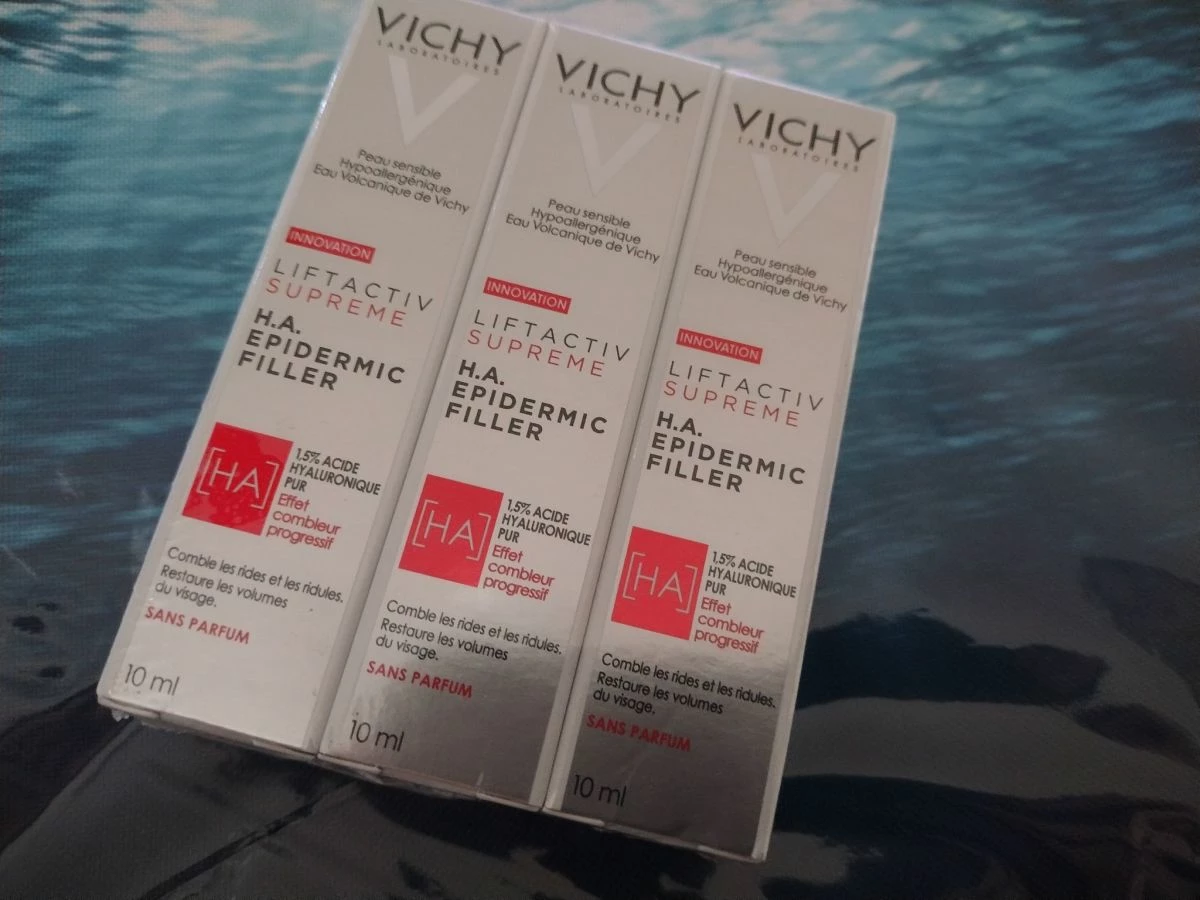 VICHY
LABORATOIRES
Peau sensible
Hypoallergénique
Eau Volcanique de Vichy
INNOVATION
LIFTACTIV
SUPREME
H.A.
EPIDERMIC
FILLER
[HA]
1,5% ACIDE
HYALURONIQUE
PUR
Effet
combleur
progressif
Comble les rides et les ridules.
Restaure les volumes
du visage.
SANS PARFUM
10 ml
VICHY
LABORATOIRES
Peau sensible
Hypoallergénique
Eau Volcanique de Vichy
INNOVATION
LIFTACTIV
SUPREME
H.A.
EPIDERMIC
FILLER
[HA]
1,5% ACIDE
HYALURONIQUE
PUR
Effet
combleur
progressif
Comble les rides et les ridules.
Restaure les volumes
du visage.
SANS PARFUM
10 ml
VICHY
LABORATOIRES
Peau sensible
Hypoallergénique
Eau Volcanique de Vichy
INNOVATION
LIFTACTIV
SUPREME
H.A.
EPIDERMIC
FILLER
[HA]
1,5% ACIDE
HYALURONIQUE
PUR
Effet
combleur
progressif
Comble les rides et les ridules.
Restaure les volumes
du visage.
SANS PARFUM
10 ml